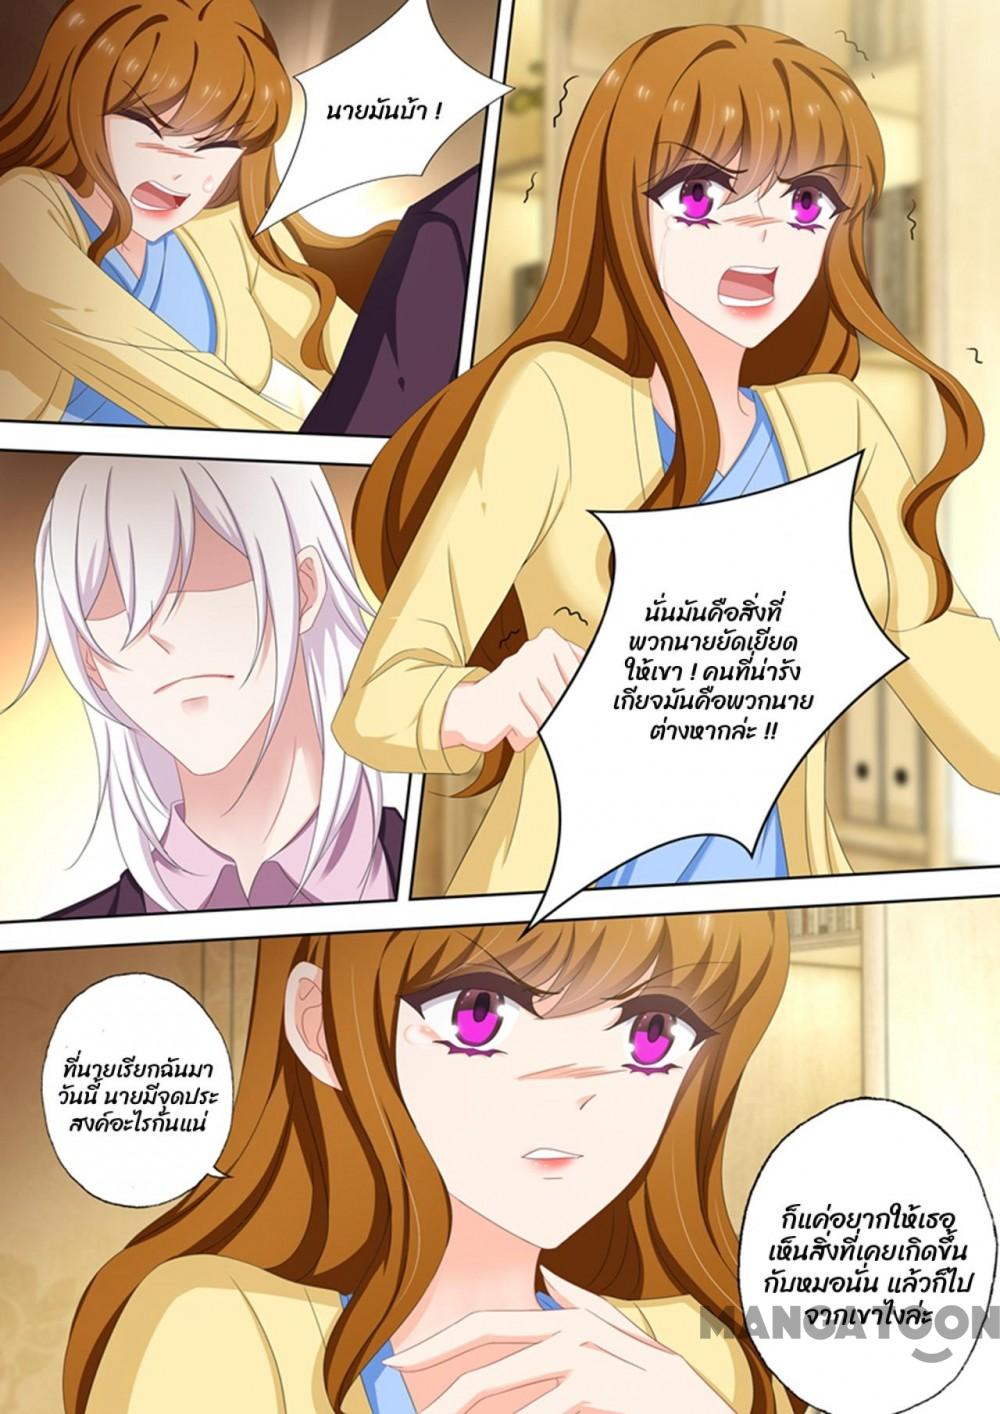 นายมันบ้า !
นั่นมันคือสิ่งที่
พวกนายยัดเยียด
ให้เขา ! คนที่น่ารัง
เกียจมันคือพวกนาย
ต่างหากล่ะ !!
ที่นายเรียกฉันมา
วันนี้ นายมีจุดประ
สงค์อะไรกันแน่
ก็แค่อยากให้เธอ
เห็นสิ่งที่เคยเกิดขึ้น
กับหมอนั่น แล้วก็ไป
จากเขาไงล่ะ
MANGATOON